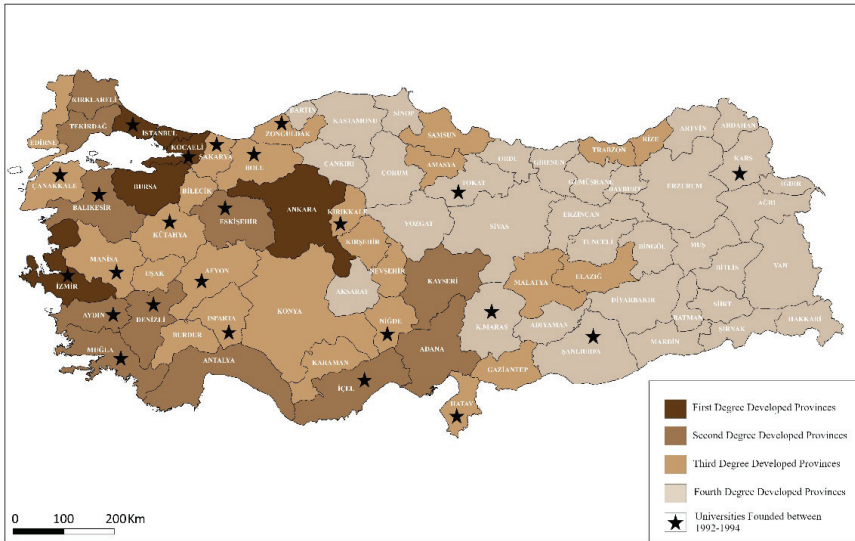 KIRKLARELİ
TEKİRDAĞ
EDİRNE
İSTANBUL
KOCAELİ
SAKARYA
ZONGULDAK
BARTIN
KASTAMONU
SİNOP
SAMSUN
ORDU
GİRESUN
TRABZON
RİZE
ARTVİN
ARDAHAN
KARS
IĞDIR
AĞRI
ÇANAKKALE
BALIKESİR
BURSA
BİLECİK
BOLU
ÇANKIRI
ÇORUM
AMASYA
TOKAT
GÜMÜŞHANE
BAYBURT
ERZURUM
ERZİNCAN
KÜTAHYA
ESKİŞEHİR
ANKARA
KIRIKKALE
KIRŞEHİR
YOZGAT
SİVAS
TUNCELİ
BİNGÖL
MUŞ
BİTLİS
VAN
MANİSA
İZMİR
UŞAK
AFYON
KONYA
AKSARAY
NEVŞEHİR
KAYSERİ
MALATYA
ELAZIĞ
DİYARBAKIR
BATMAN
SİİRT
ŞIRNAK
HAKKARİ
AYDIN
DENİZLİ
BURDUR
ISPARTA
NİĞDE
K.MARAŞ
ADIYAMAN
ŞANLIURFA
MARDİN
MUĞLA
ANTALYA
KARAMAN
İÇEL
ADANA
GAZİANTEP
HATAY
First Degree Developed Provinces
Second Degree Developed Provinces
Third Degree Developed Provinces
Fourth Degree Developed Provinces
Universities Founded between
1992-1994
0 100 200 Km